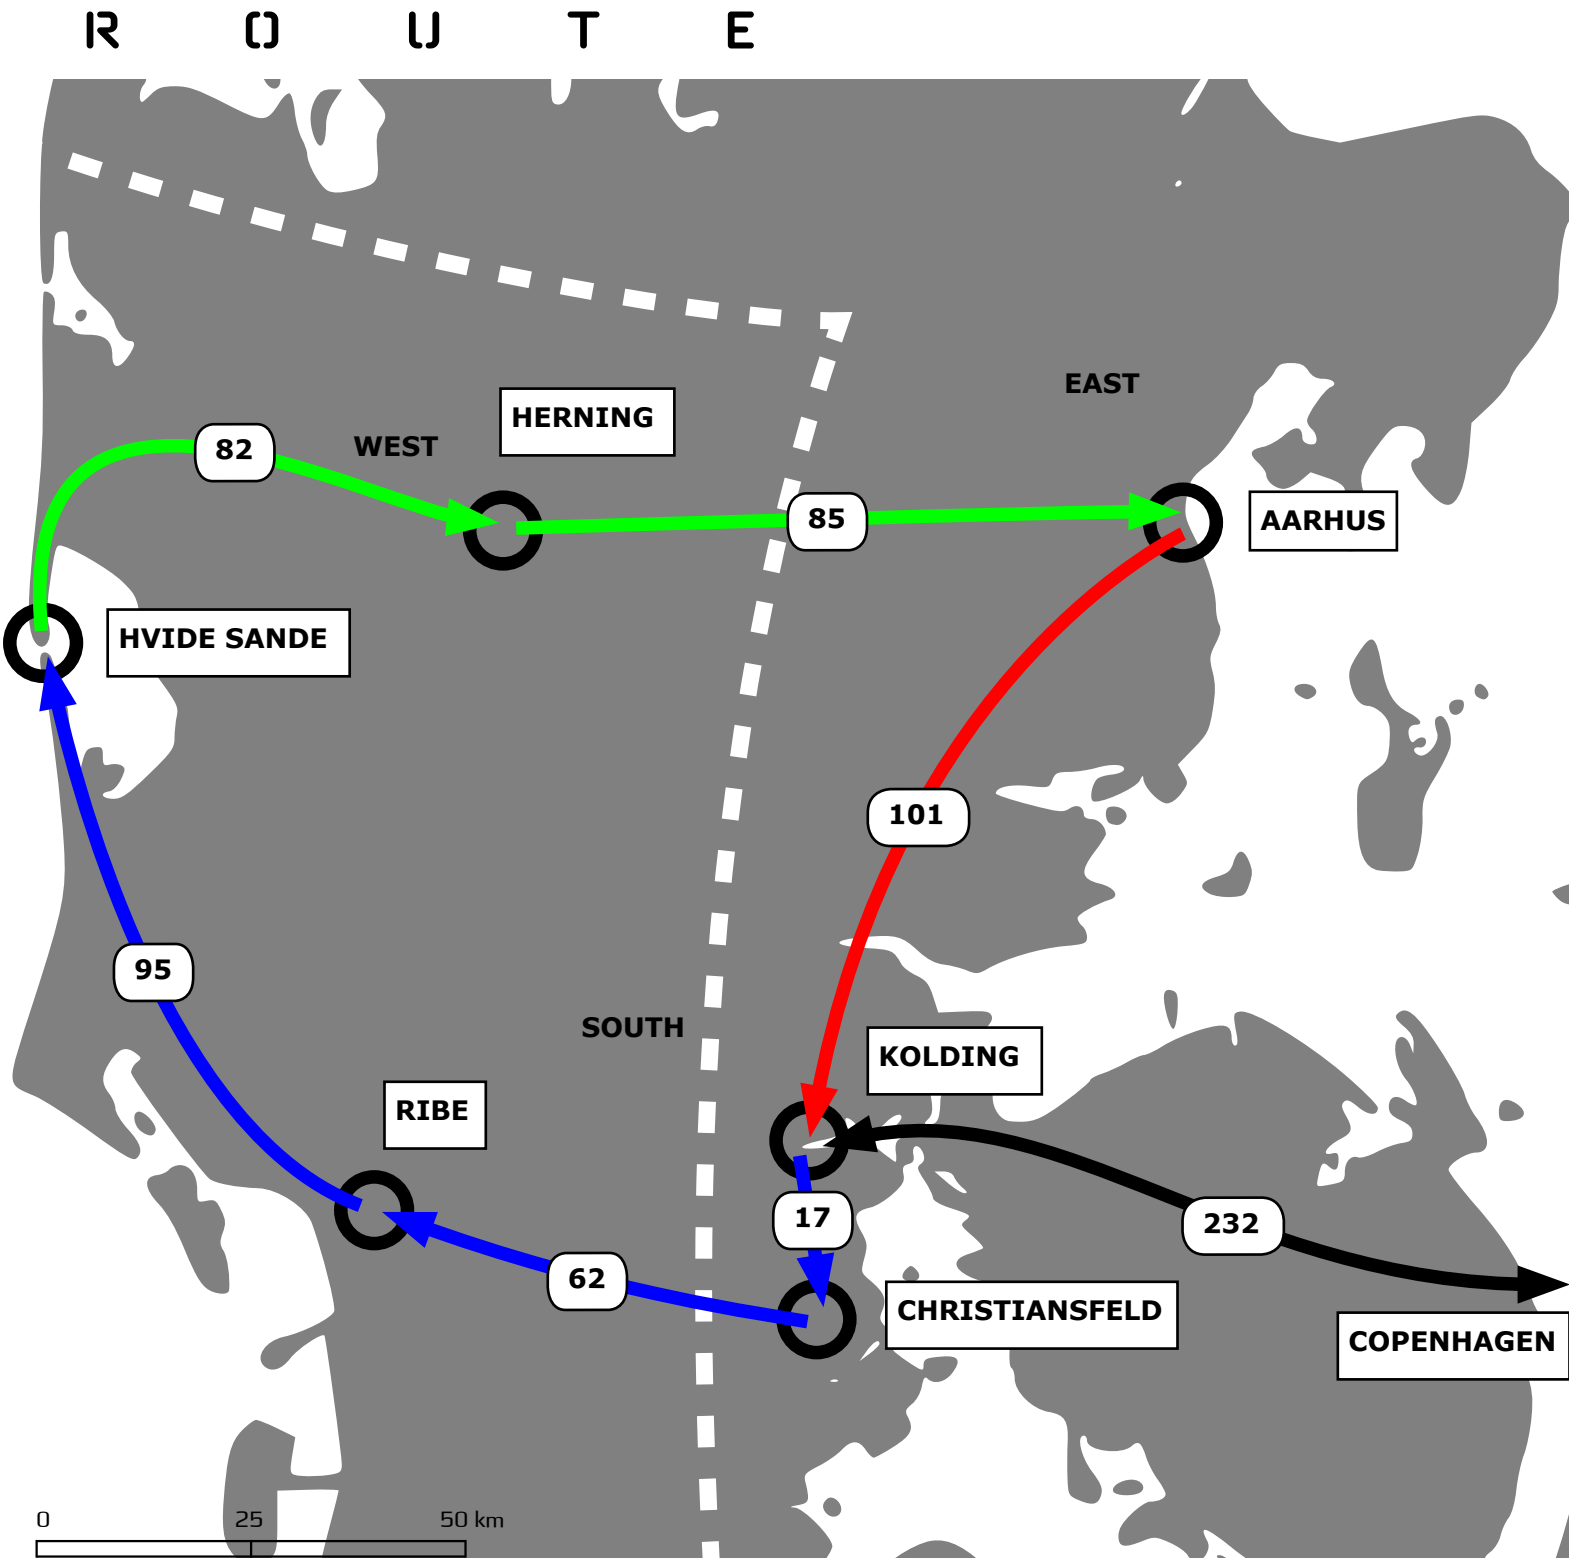 ROUTE
EAST
HERNING
WEST
82
85
AARHUS
HVIDE SANDE
101
95
SOUTH
KOLDING
RIBE
17
232
62
CHRISTIANSFELD
COPENHAGEN
0 25 50 km